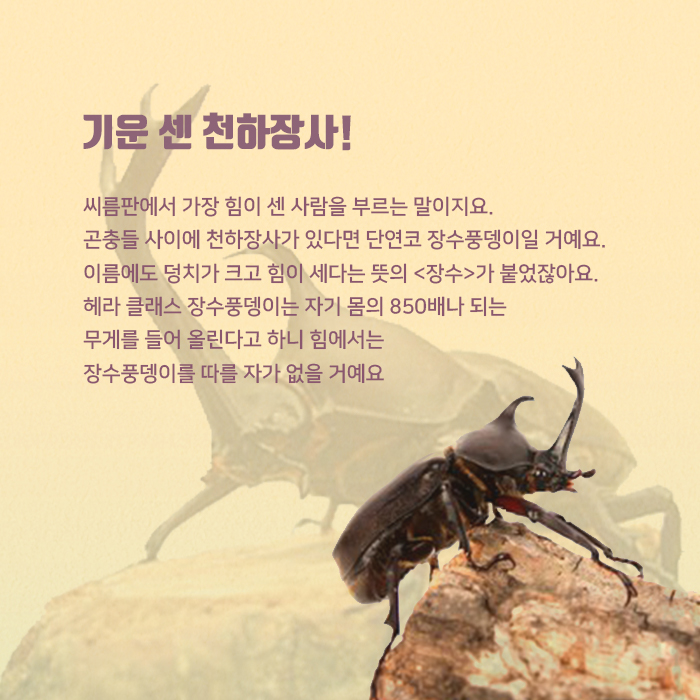 기운 센 천하장사!
씨름판에서 가장 힘이 센 사람을 부르는 말이지요.
곤충들 사이에 천하장사가 있다면 단연코 장수풍뎅이일 거예요.
이름에도 덩치가 크고 힘이 세다는 뜻의 <장수>가 붙었잖아요.
헤라 클래스 장수풍뎅이는 자기 몸의 850배나 되는
무게를 들어 올린다고 하니 힘에서는
장수풍뎅이를 따를 자가 없을 거예요